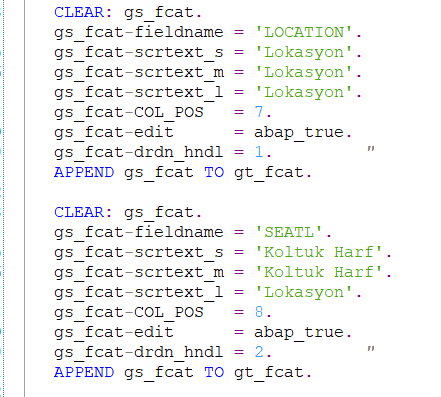 CLEAR: gs_fcat.
gs_fcat-fieldname = 'LOCATION'.
gs_fcat-scrtext_s = 'Lokasyon'.
gs_fcat-scrtext_m = 'Lokasyon'.
gs_fcat-scrtext_l = 'Lokasyon'.
gs_fcat-COL_POS   = 7.
gs_fcat-edit      = abap_true.
gs_fcat-drdn_hndl = 1.          "
APPEND gs_fcat TO gt_fcat.

CLEAR: gs_fcat.
gs_fcat-fieldname = 'SEATL'.
gs_fcat-scrtext_s = 'Koltuk Harf'.
gs_fcat-scrtext_m = 'Koltuk Harf'.
gs_fcat-scrtext_l = 'Lokasyon'.
gs_fcat-COL_POS   = 8.
gs_fcat-edit      = abap_true.
gs_fcat-drdn_hndl = 2.          "
APPEND gs_fcat TO gt_fcat.